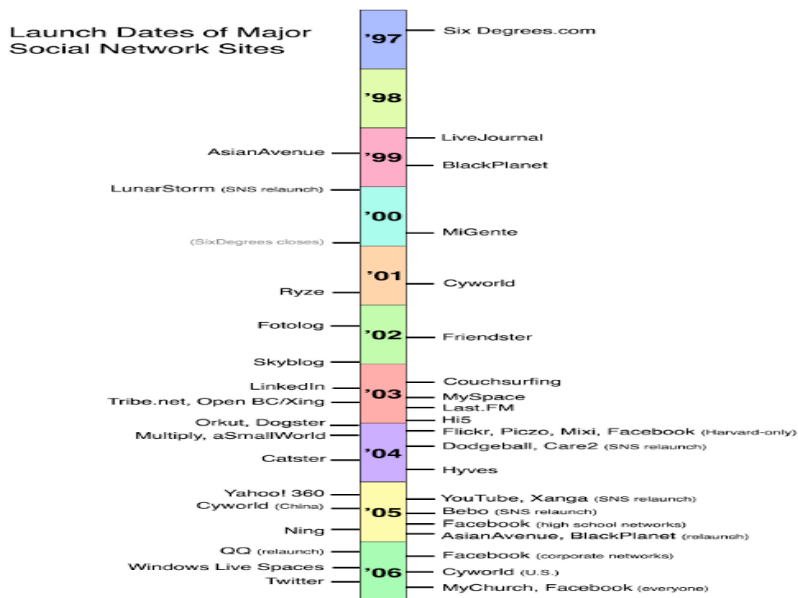 Launch Dates of Major
Social Network Sites
'97
Six Degrees.com
'98
'99
LiveJournal
AsianAvenue
BlackPlanet
LunarStorm (SNS relaunch)
'00
MiGente
(SixDegrees closes)
'01
Cyworld
Ryze
Fotolog
'02
Friendster
Skyblog
'03
Couchsurfing
LinkedIn
MySpace
Tribe.net, Open BC/Xing
Last.FM
Hi5
Orkut, Dogster
Flickr, Piczo, Mixi, Facebook (Harvard-only)
Multiply, aSmallWorld
'04
Dodgeball, Care2 (SNS relaunch)
Catster
Hyves
Yahoo! 360
'05
YouTube, Xanga (SNS relaunch)
Cyworld (China)
Bebo (SNS relaunch)
Facebook (high school networks)
Ning
AsianAvenue, BlackPlanet (relaunch)
QQ (relaunch)
Facebook (corporate networks)
Windows Live Spaces
'06
Cyworld (U.S.)
Twitter
MyChurch, Facebook (everyone)